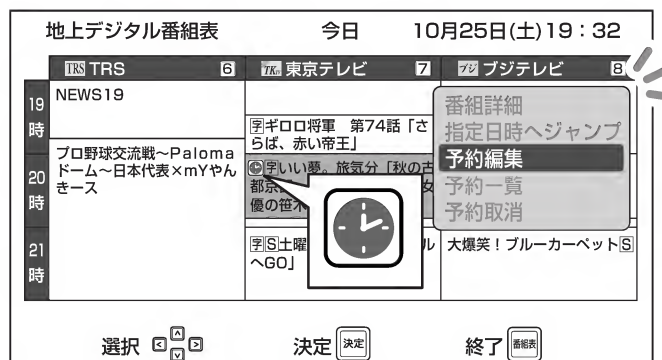 地上デジタル番組表 今日 10月25日(土)19：32
TRS TRS 6 TK. 東京テレビ 7 ブジ ブジテレビ 8
19時
NEWS19
字ギロロ将軍 第74話「さ
らば、赤い帝王」
番組詳細
指定日時へジャンプ
予約編集
予約一覧
予約取消
20時
プロ野球交流戦〜Paloma
ドーム〜日本代表×mYやん
キース
字いい夢。旅気分「秋の古
都京
女
優の笹木
21時
字S土曜
ル
へGO」
大爆笑！ブルーカーペットS
選択 決定 決定 終了 番組表